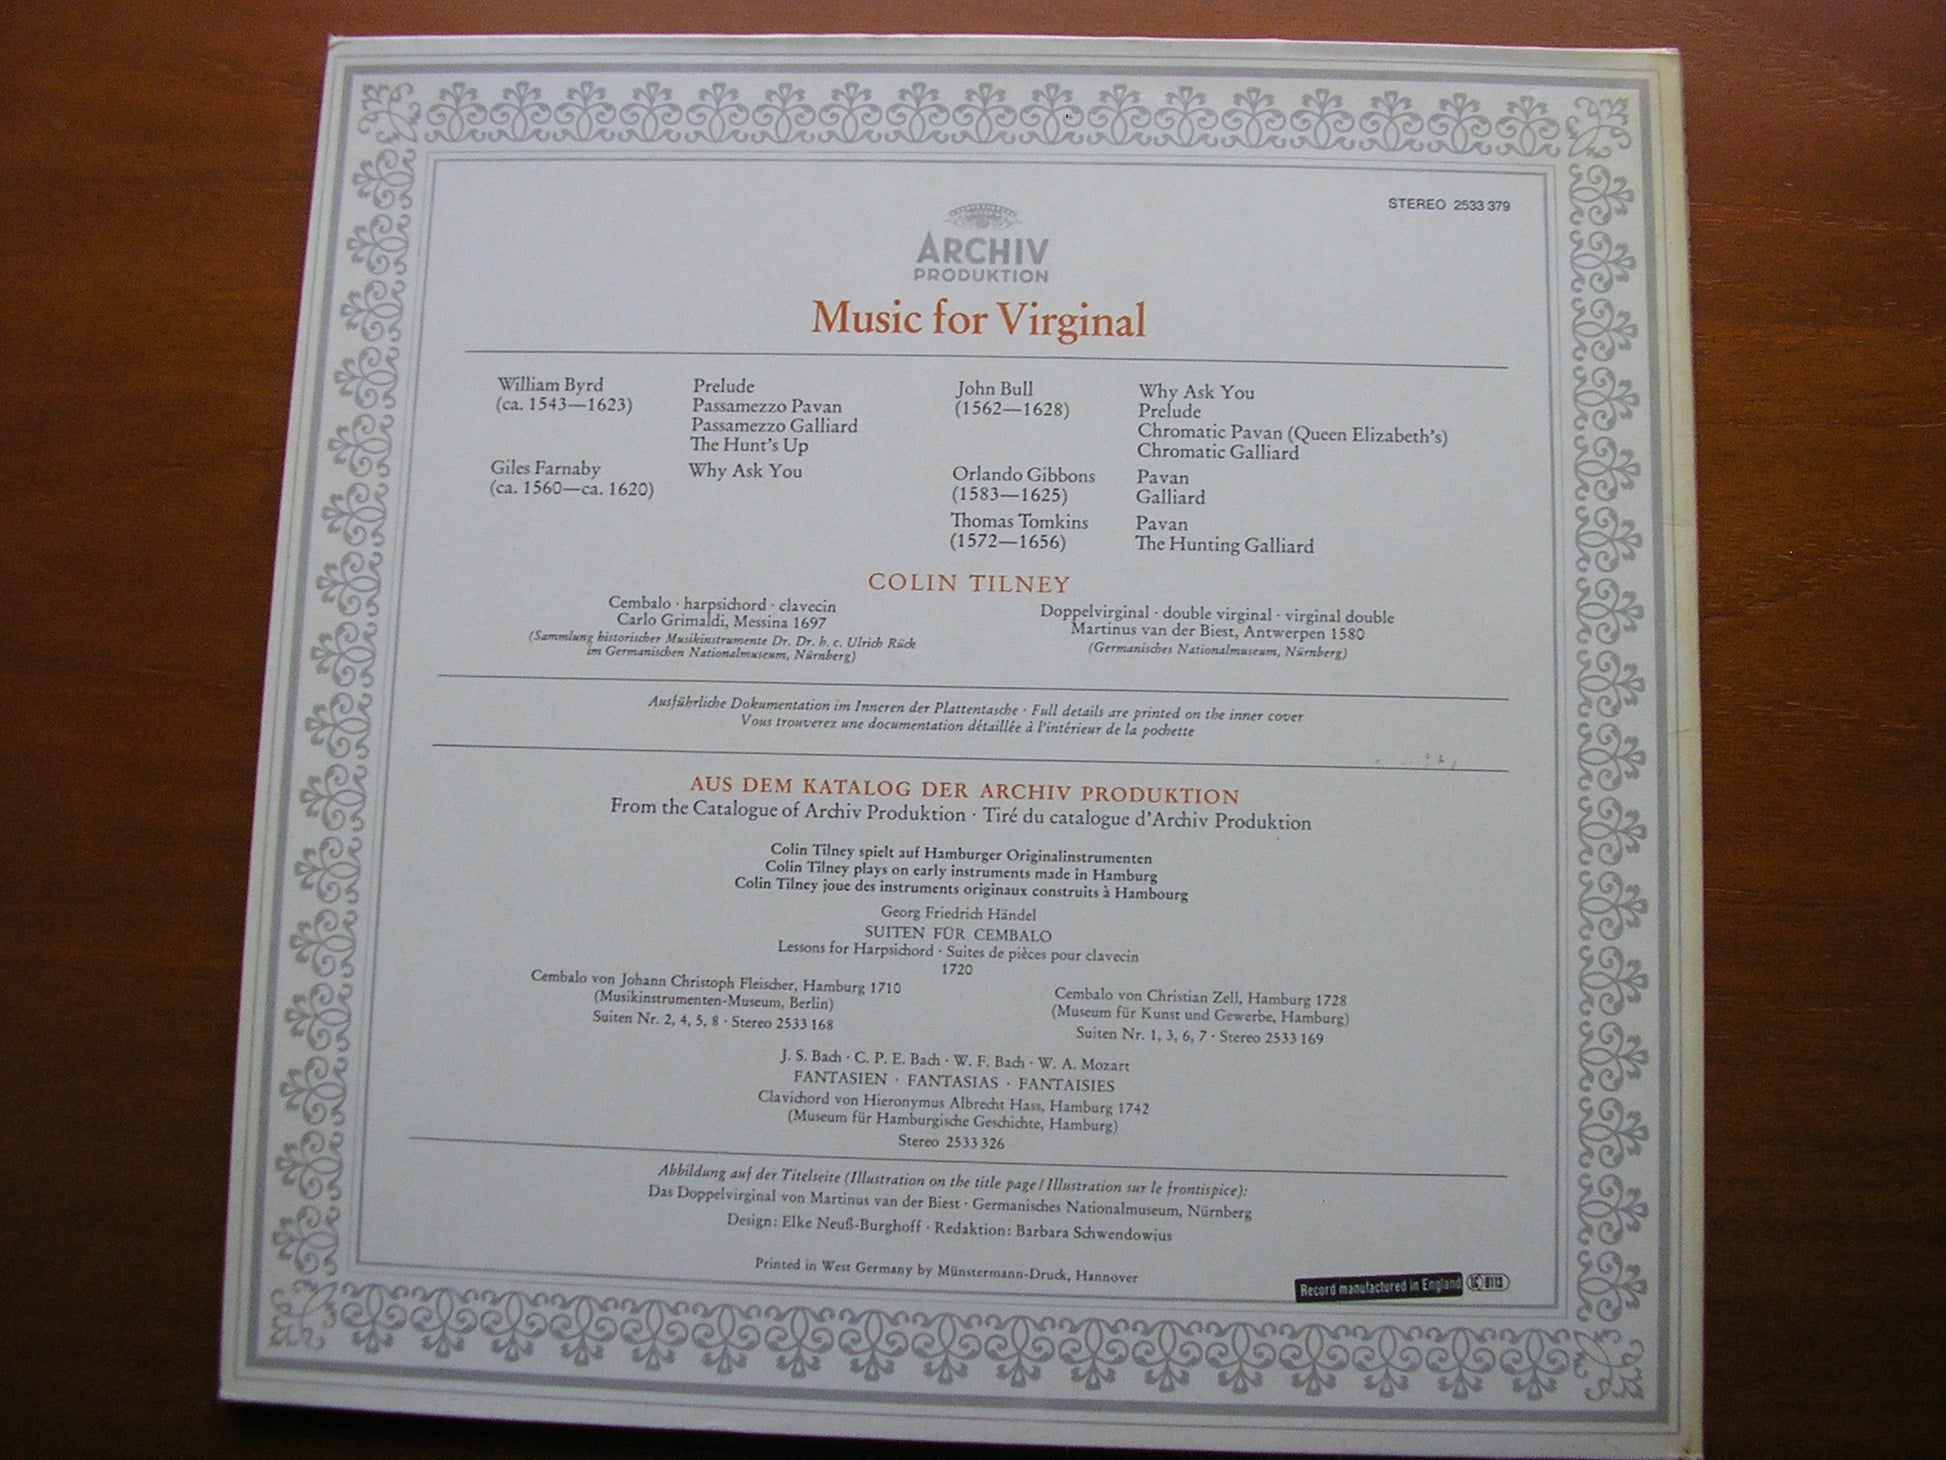 STEREO 2533 379
ARCHIV
PRODUKTION
Music for Virginal
William Byrd
(ca. 1543—1623)
Prelude
Passamezzo Pavan
Passamezzo Galliard
The Hunt's Up
Giles Farnaby
(ca. 1560—ca. 1620)
Why Ask You
John Bull
(1562—1628)
Why Ask You
Prelude
Chromatic Pavan (Queen Elizabeth's)
Chromatic Galliard
Orlando Gibbons
(1583—1625)
Pavan
Galliard
Thomas Tomkins
(1572—1656)
Pavan
The Hunting Galliard
COLIN TILNEY
Cembalo · harpsichord · clavecin
Carlo Grimaldi, Messina 1697
(Sammlung historischer Musikinstrumente Dr. Dr. h. c. Ulrich Rück
im Germanischen Nationalmuseum, Nürnberg)
Doppelvirginal · double virginal · virginal double
Martinus van der Biest, Antwerpen 1580
(Germanisches Nationalmuseum, Nürnberg)
Ausführliche Dokumentation im Inneren der Plattentasche · Full details are printed on the inner cover
Vous trouverez une documentation détaillée à l'intérieur de la pochette
AUS DEM KATALOG DER ARCHIV PRODUKTION
From the Catalogue of Archiv Produktion · Tiré du catalogue d'Archiv Produktion
Colin Tilney spielt auf Hamburger Originalinstrumenten
Colin Tilney plays on early instruments made in Hamburg
Colin Tilney joue des instruments originaux construits à Hambourg
Georg Friedrich Händel
SUITEN FÜR CEMBALO
Lessons for Harpsichord · Suites de pièces pour clavecin
1720
Cembalo von Johann Christoph Fleischer, Hamburg 1710
(Musikinstrumenten-Museum, Berlin)
Suiten Nr. 2, 4, 5, 8 · Stereo 2533 168
Cembalo von Christian Zell, Hamburg 1728
(Museum für Kunst und Gewerbe, Hamburg)
Suiten Nr. 1, 3, 6, 7 · Stereo 2533 169
J. S. Bach · C. P. E. Bach · W. F. Bach · W. A. Mozart
FANTASIEN · FANTASIAS · FANTAISIES
Clavichord von Hieronymus Albrecht Hass, Hamburg 1742
(Museum für Hamburgische Geschichte, Hamburg)
Stereo 2533 326
Abbildung auf der Titelseite (Illustration on the title page / Illustration sur le frontispice):
Das Doppelvirginal von Martinus van der Biest · Germanisches Nationalmuseum, Nürnberg
Design: Elke Neuß-Burghoff · Redaktion: Barbara Schwendowius
Printed in West Germany by Münstermann-Druck, Hannover
Record manufactured in England